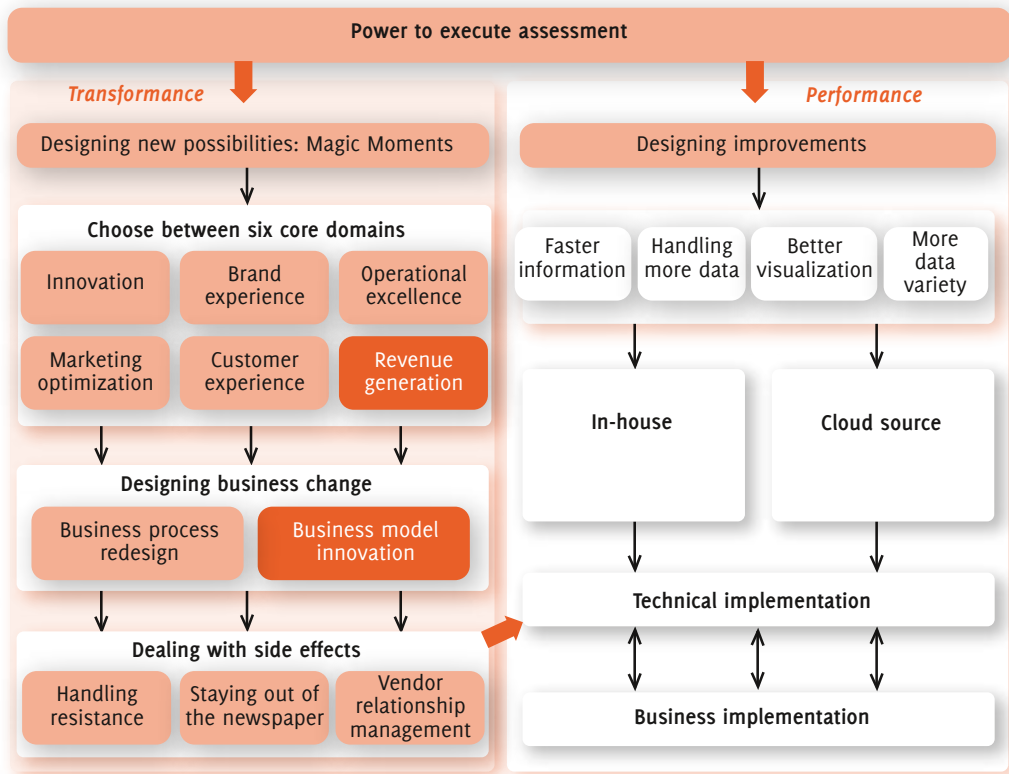 Power to execute assessment
Transformance
Designing new possibilities: Magic Moments
Choose between six core domains
Innovation
Brand
experience
Operational
excellence
Marketing
optimization
Customer
experience
Revenue
generation
Designing business change
Business process
redesign
Business model
innovation
Dealing with side effects
Handling
resistance
Staying out of
the newspaper
Vendor
relationship
management
Performance
Designing improvements
Faster
information
Handling
more data
Better
visualization
More
data
variety
In-house
Cloud source
Technical implementation
Business implementation